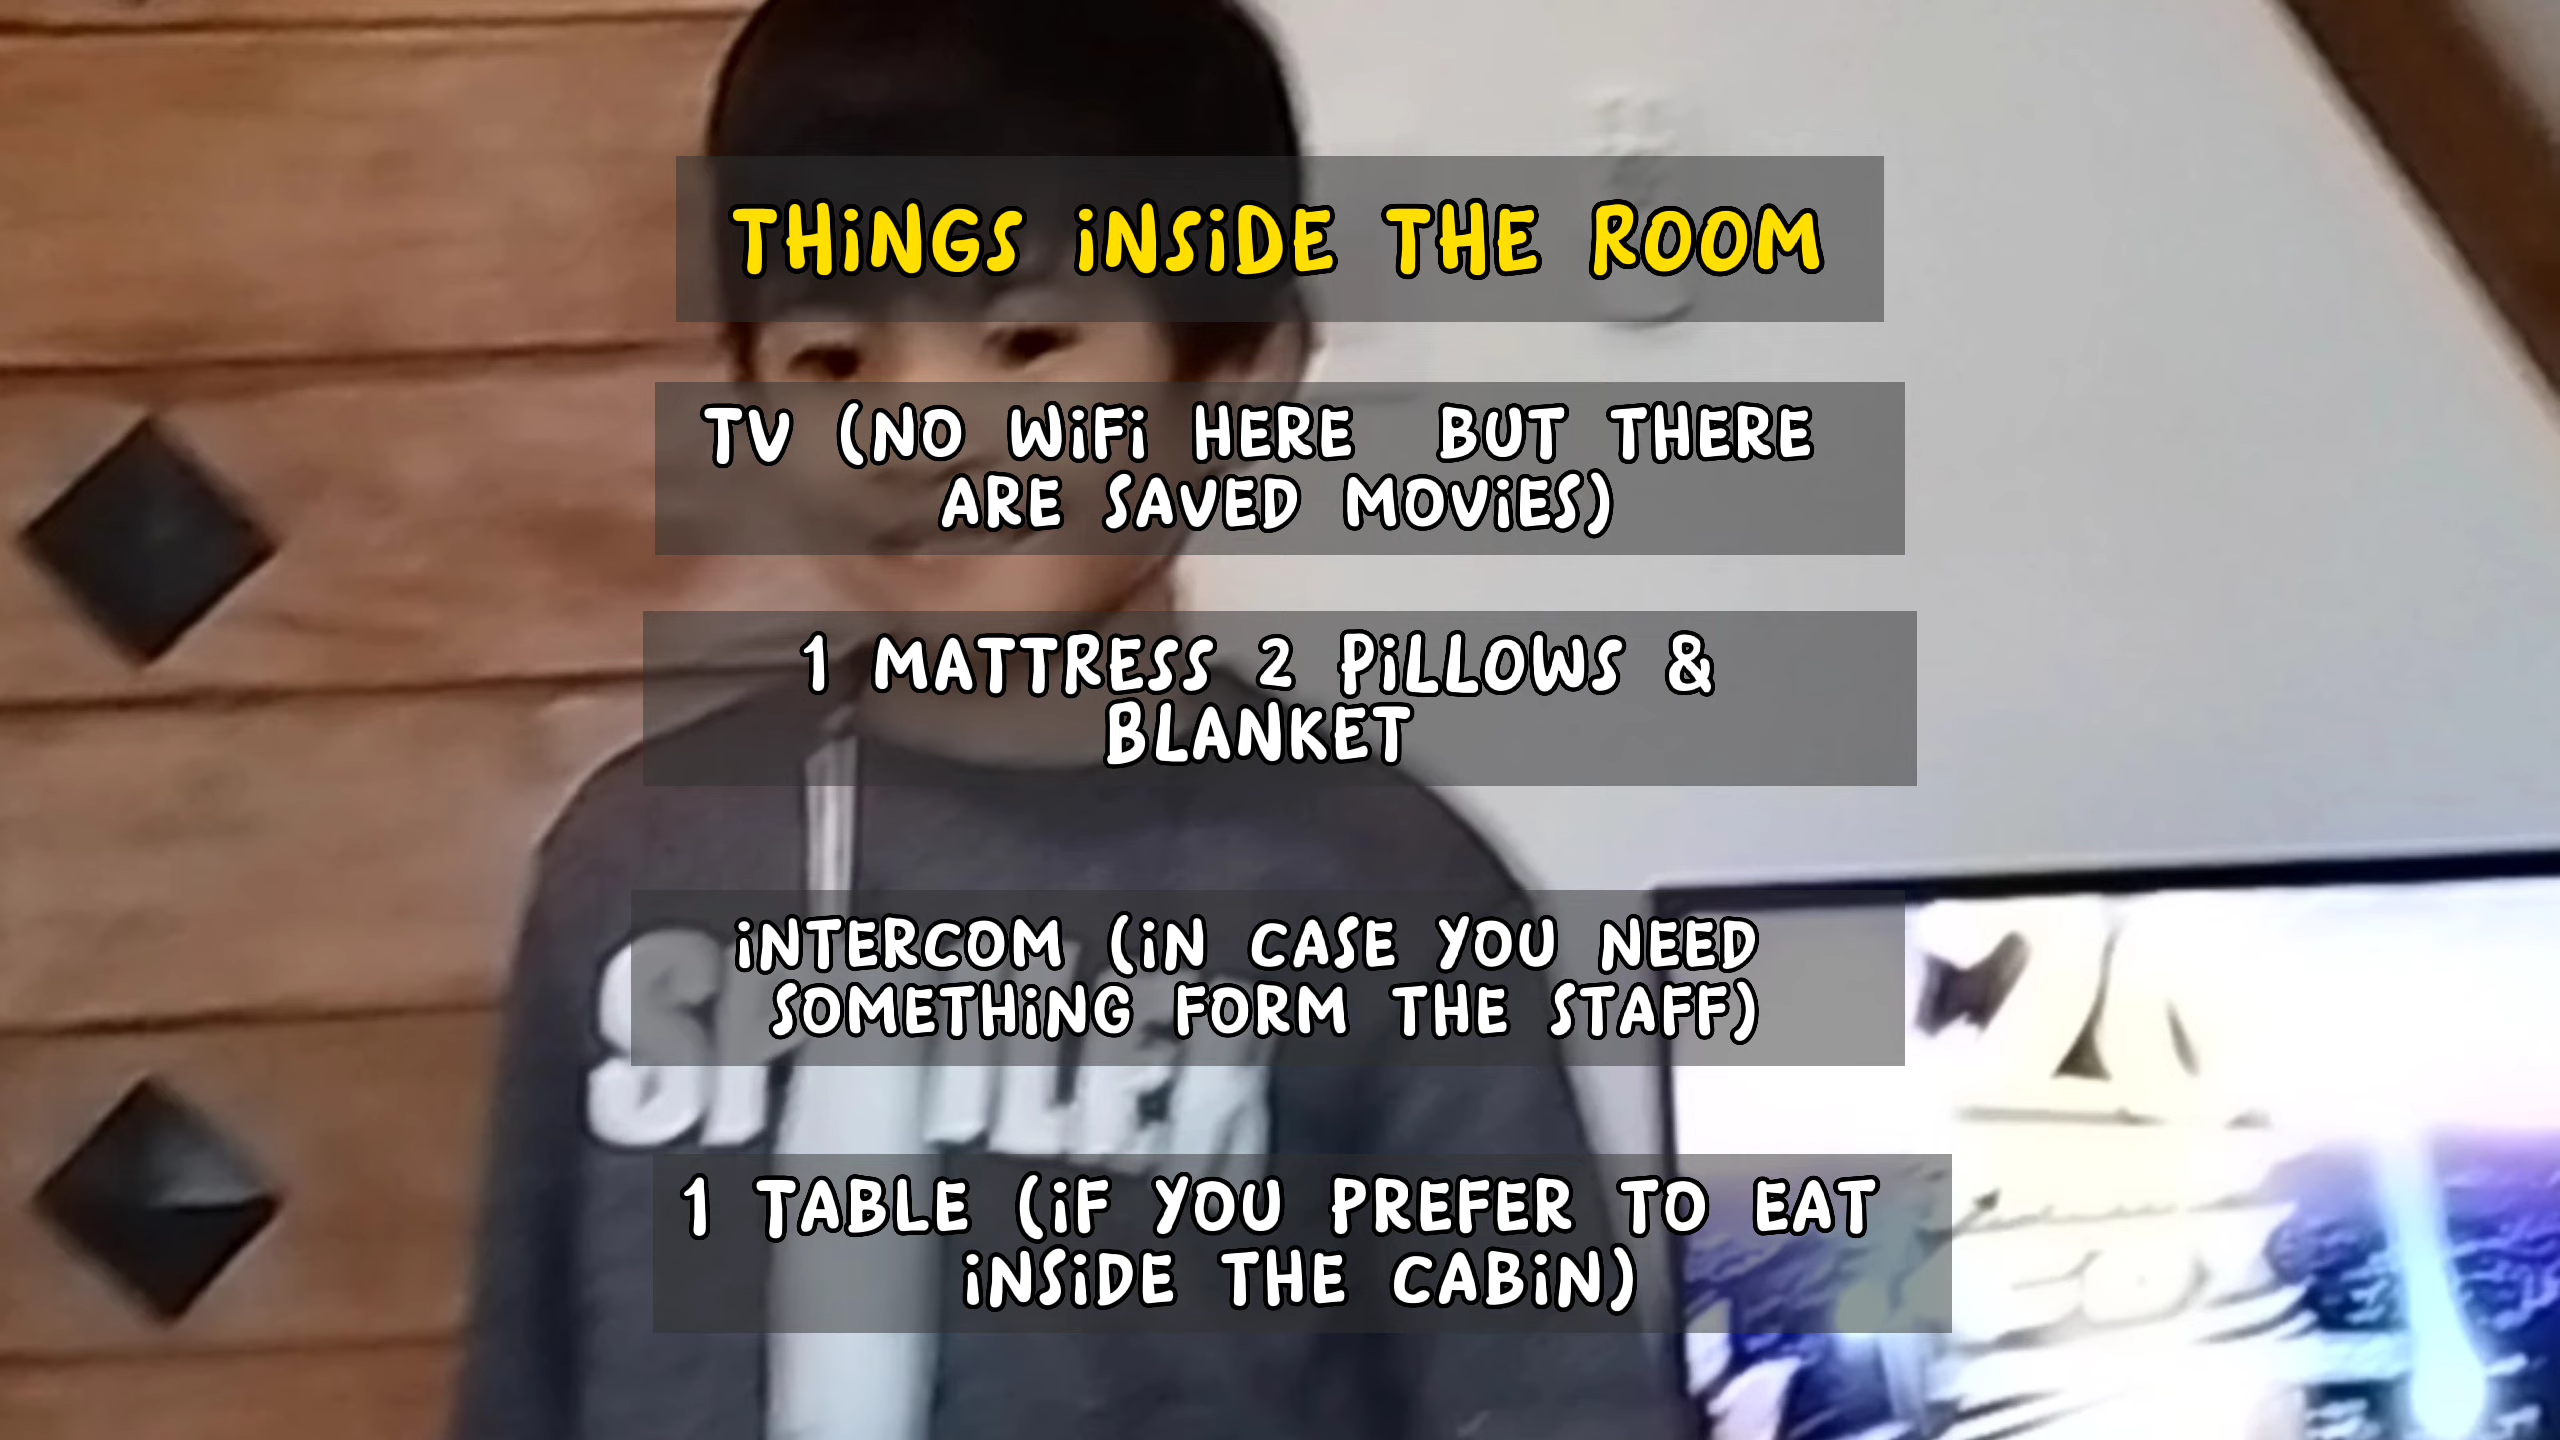 THiNGS iNSiDE THE ROOM
TV (NO WiFi HERE BUT THERE
ARE SAVED MOViES)
1 MATTRESS 2 PiLLOWS &
BLANKET
iNTERCOM (iN CASE YOU NEED
SOMETHiNG FORM THE STAFF)
1 TABLE (iF YOU PREFER TO EAT
iNSiDE THE CABiN)